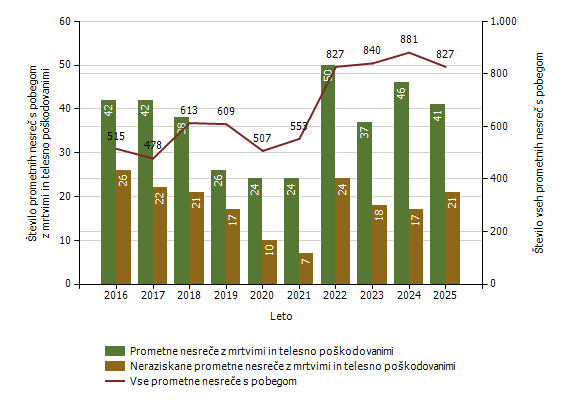 Število prometnih nesreč s pobegom
z mrtvimi in telesno poškodovanimi
Število vseh prometnih nesreč s pobegom
60
50
40
30
20
10
0
1.000
800
600
400
200
0
42 42 38 26 24 24 50 37 46 41
26 22 21 17 10 7 24 18 17 21
515 478 613 609 507 553 827 840 881 827
2016 2017 2018 2019 2020 2021 2022 2023 2024 2025
Leto
Prometne nesreče z mrtvimi in telesno poškodovanimi
Neraziskane prometne nesreče z mrtvimi in telesno poškodovanimi
Vse prometne nesreče s pobegom